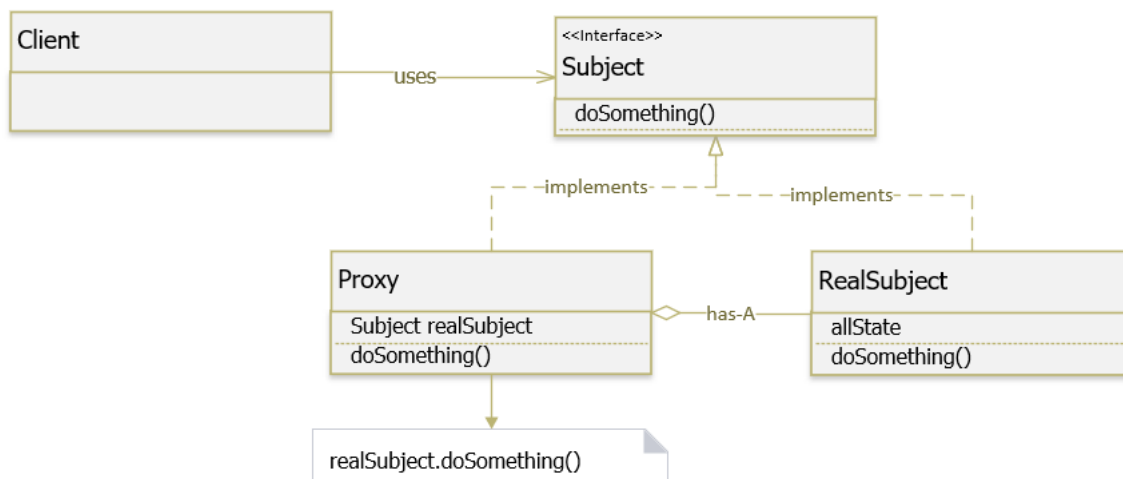 Client
<<Interface>>
Subject
uses
doSomething()
implements
implements
Proxy
Subject realSubject
doSomething()
has-A
RealSubject
allState
doSomething()
realSubject.doSomething()